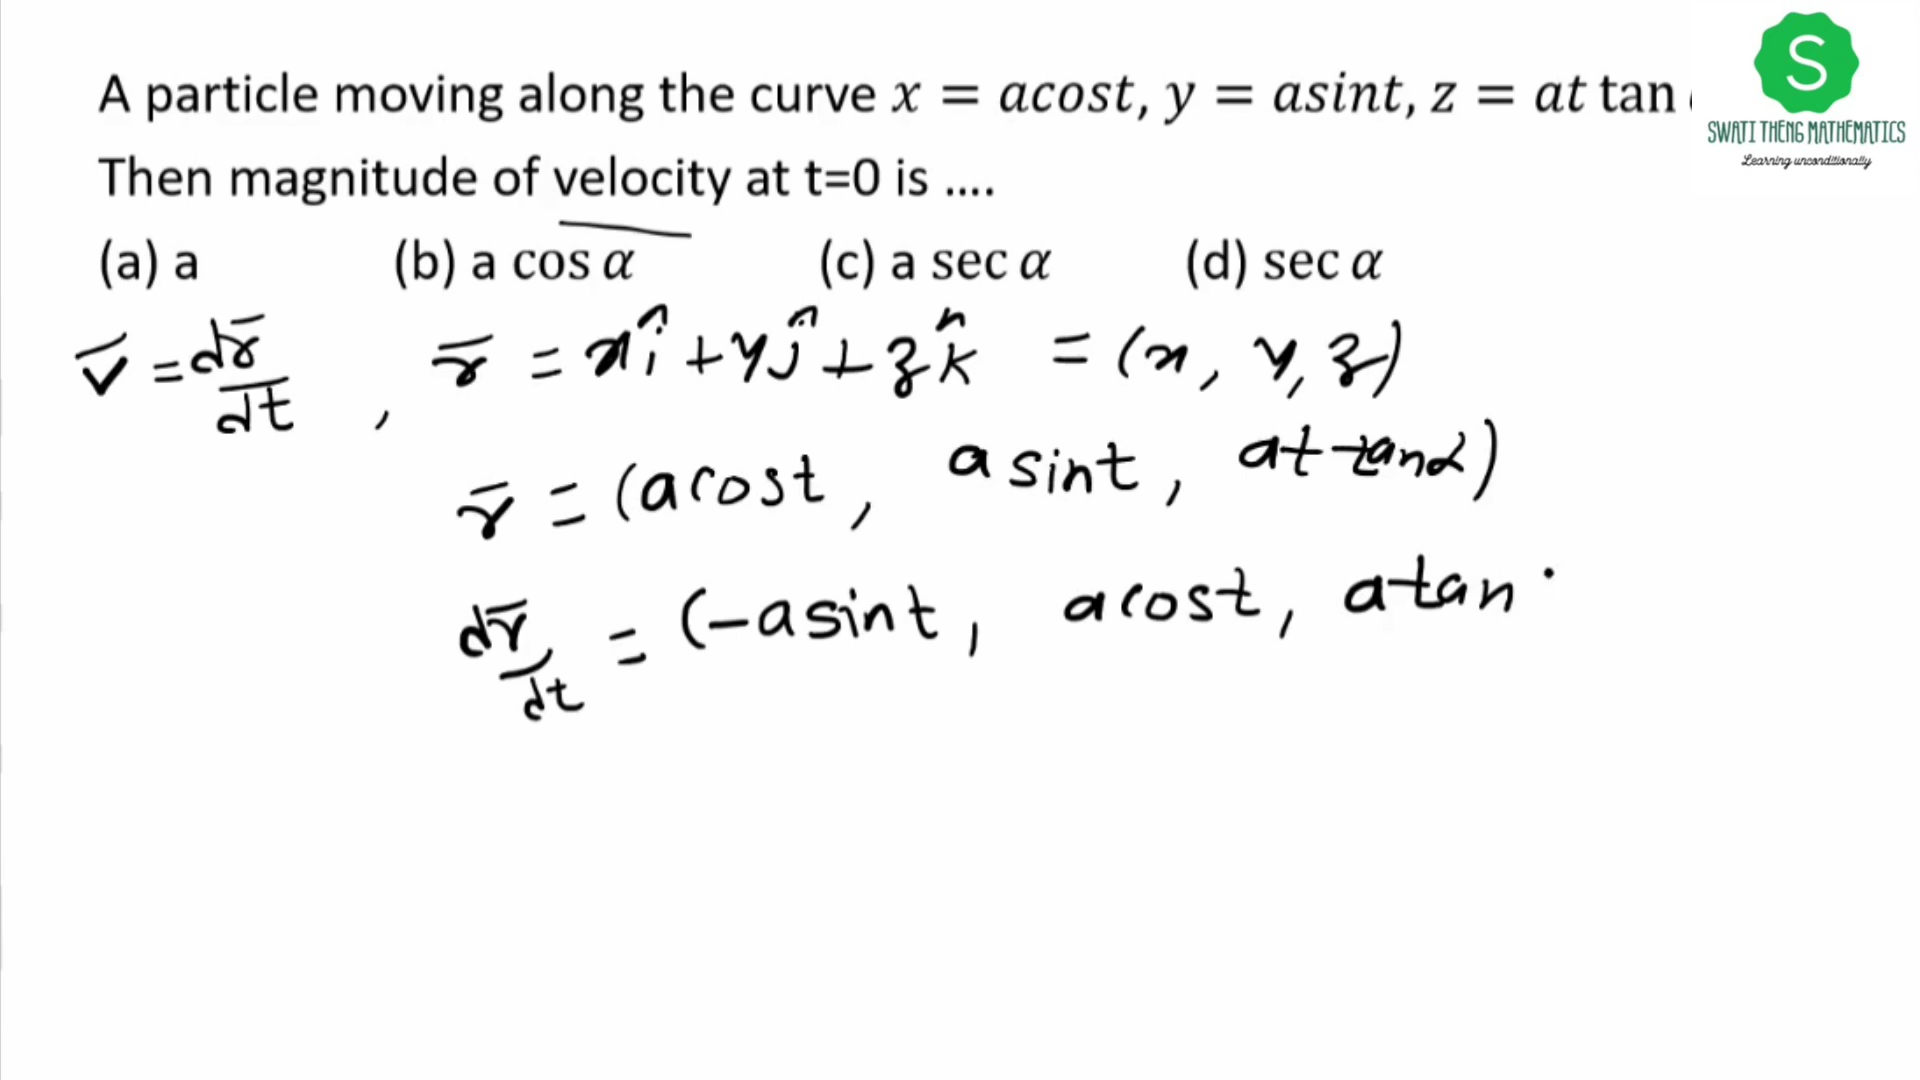 A particle moving along the curve x = acost, y = asint, z = at tan
Then magnitude of velocity at t=0 is ....
(a) a (b) a cos α (c) a sec α (d) sec α
v̄ = dr̄/dt , r̄ = xî + yĵ + zk̂ = (x, y, z)
r̄ = (acost, asint, at tanα)
dr̄/dt = (-asint, acost, atan
S
SWATI THENG MATHEMATICS
Learning unconditionally